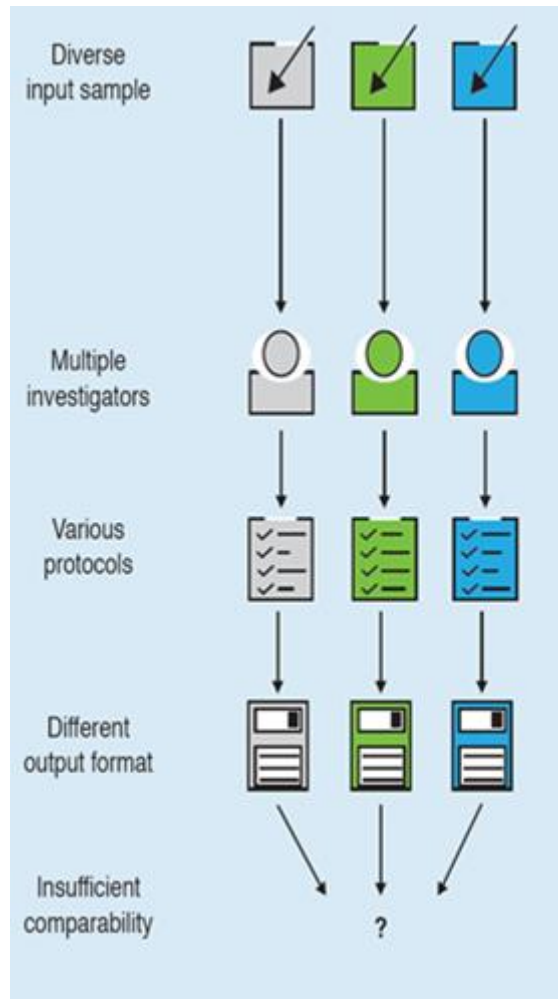 Diverse
input sample
Multiple
investigators
Various
protocols
Different
output format
Insufficient
comparability
?